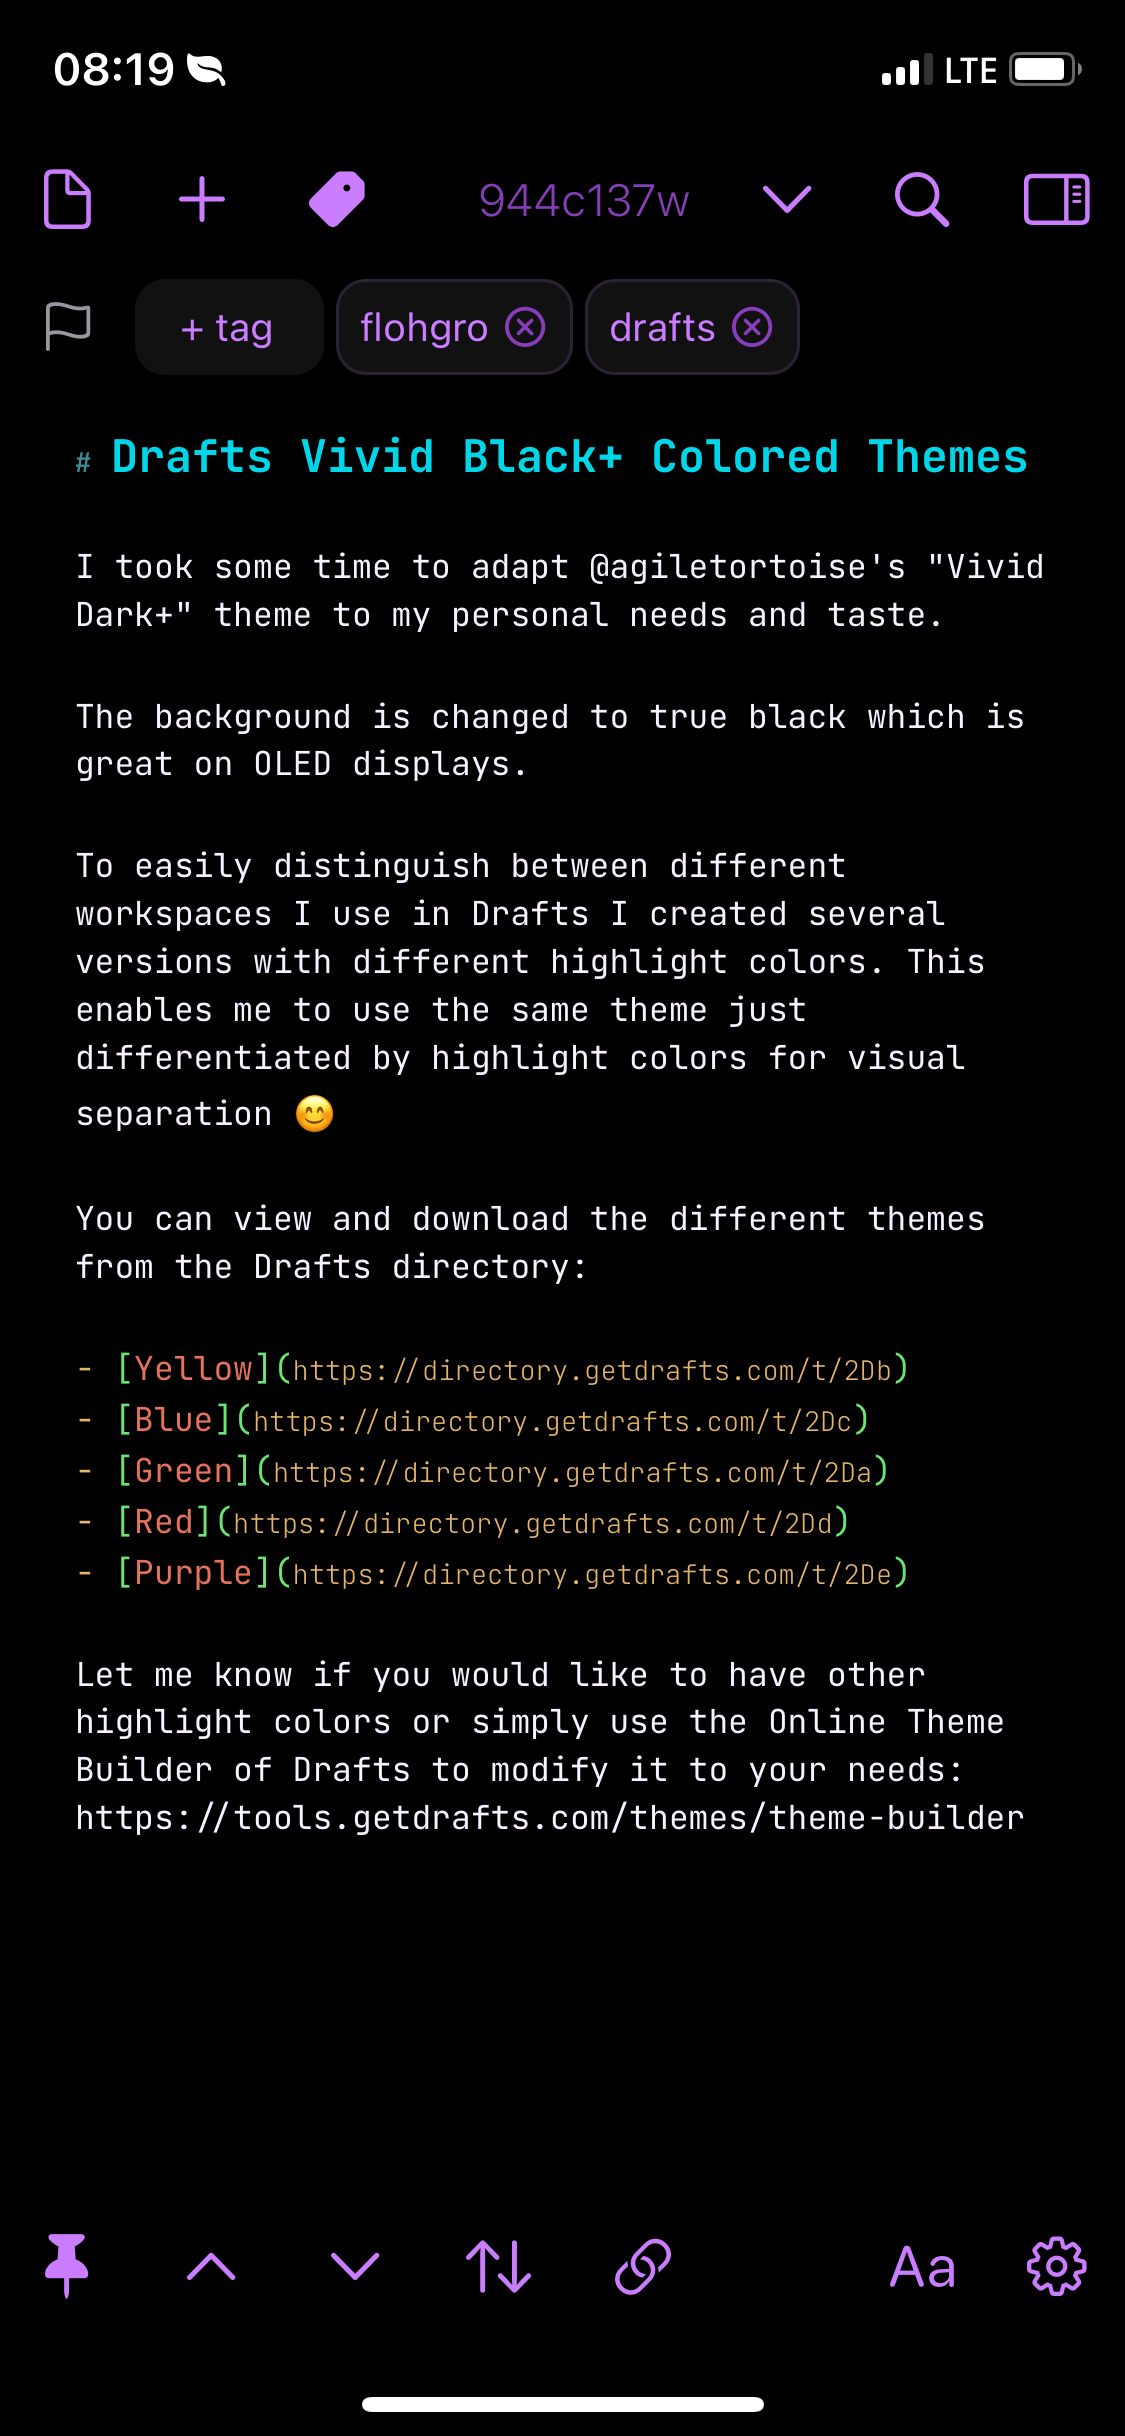 08:19
LTE
944c137w
+ tag
flohgro
drafts
# Drafts Vivid Black+ Colored Themes
I took some time to adapt @agiletortoise's "Vivid
Dark+" theme to my personal needs and taste.
The background is changed to true black which is
great on OLED displays.
To easily distinguish between different
workspaces I use in Drafts I created several
versions with different highlight colors. This
enables me to use the same theme just
differentiated by highlight colors for visual
separation 😊
You can view and download the different themes
from the Drafts directory:
- [Yellow](https://directory.getdrafts.com/t/2Db)
- [Blue](https://directory.getdrafts.com/t/2Dc)
- [Green](https://directory.getdrafts.com/t/2Da)
- [Red](https://directory.getdrafts.com/t/2Dd)
- [Purple](https://directory.getdrafts.com/t/2De)
Let me know if you would like to have other
highlight colors or simply use the Online Theme
Builder of Drafts to modify it to your needs:
https://tools.getdrafts.com/themes/theme-builder
Aa